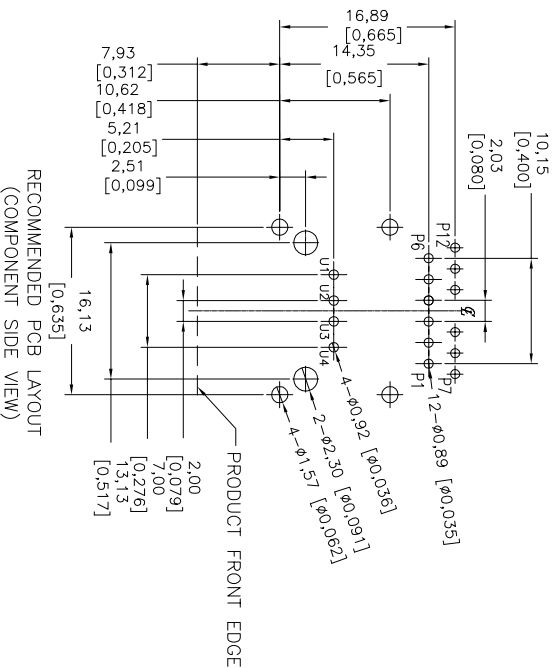 16,89
[0,665]
14,35
[0,565]
7,93
[0,312]
10,62
[0,418]
5,21
[0,205]
2,51
[0,099]
10,15
[0,400]
2,03
[0,080]
P12
P6
P7
P1
U1
U2
U3
U4
12-ø0,89 [ø0,035]
4-ø0,92 [ø0,036]
2-ø2,30 [ø0,091]
4-ø1,57 [ø0,062]
16,13
[0,635]
2,00
[0,079]
7,00
[0,276]
13,13
[0,517]
PRODUCT FRONT EDGE
RECOMMENDED PCB LAYOUT
(COMPONENT SIDE VIEW)